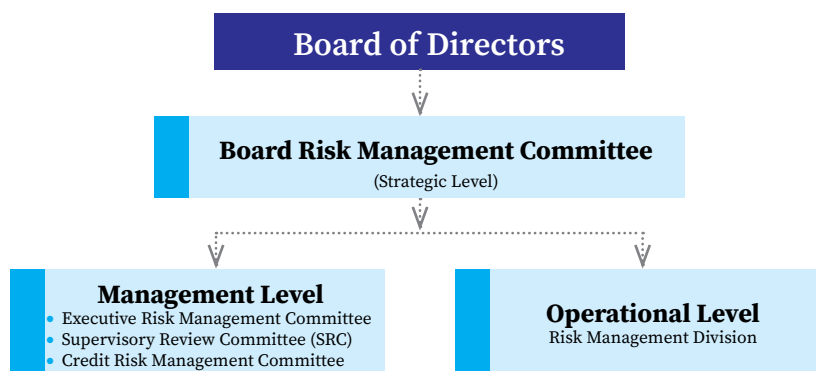 Board of Directors
Board Risk Management Committee
(Strategic Level)
Management Level
• Executive Risk Management Committee
• Supervisory Review Committee (SRC)
• Credit Risk Management Committee
Operational Level
Risk Management Division